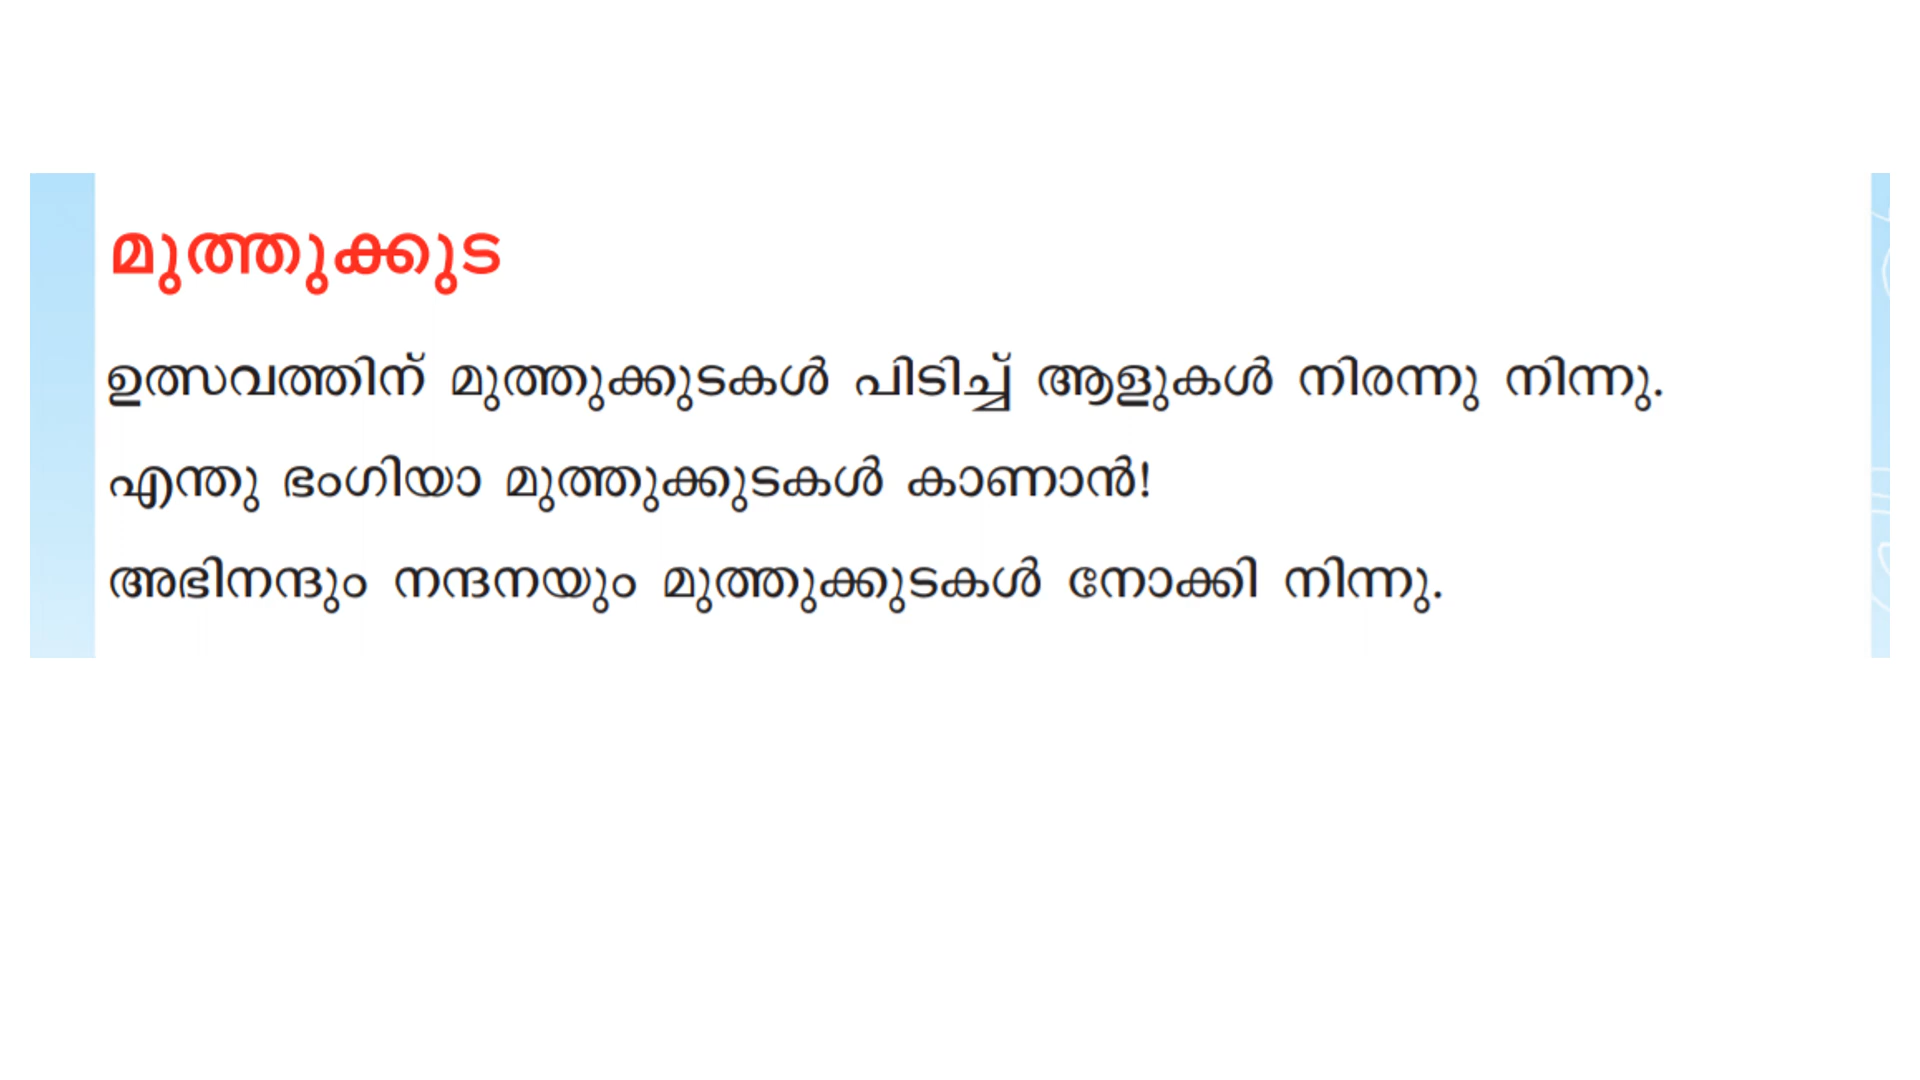 മുത്തുക്കുട
ഉത്സവത്തിന് മുത്തുക്കുടകൾ പിടിച്ച് ആളുകൾ നിരന്നു നിന്നു.
എന്തു ഭംഗിയാ മുത്തുക്കുടകൾ കാണാൻ!
അഭിനന്ദും നന്ദനയും മുത്തുക്കുടകൾ നോക്കി നിന്നു.